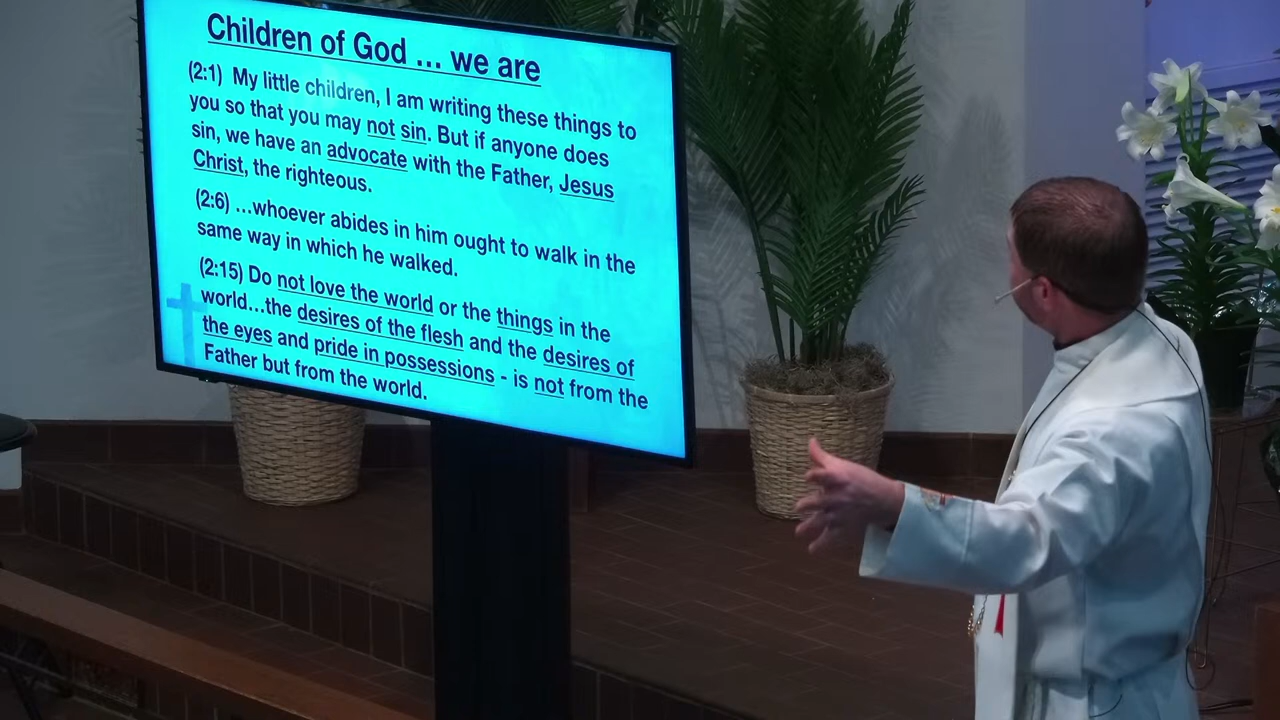 Children of God ... we are
(2:1) My little children, I am writing these things to
you so that you may not sin. But if anyone does
sin, we have an advocate with the Father, Jesus
Christ, the righteous.
(2:6) ...whoever abides in him ought to walk in the
same way in which he walked.
(2:15) Do not love the world or the things in the
world...the desires of the flesh and the desires of
the eyes and pride in possessions - is not from the
Father but from the world.